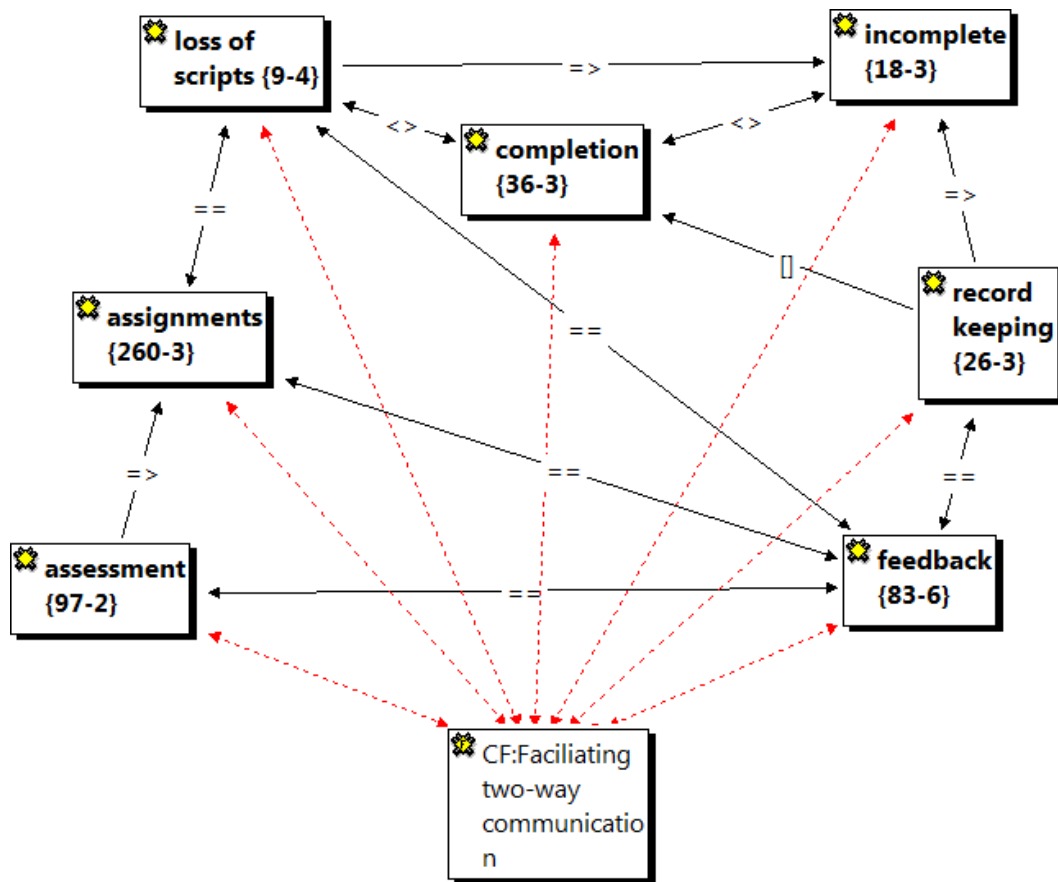 loss of
scripts {9-4}
=>
incomplete
{18-3}
<>
<>
completion
{36-3}
==
=>
[]
assignments
{260-3}
==
record
keeping
{26-3}
=>
==
==
assessment
{97-2}
==
feedback
{83-6}
F
CF:Faciliating
two-way
communicatio
n